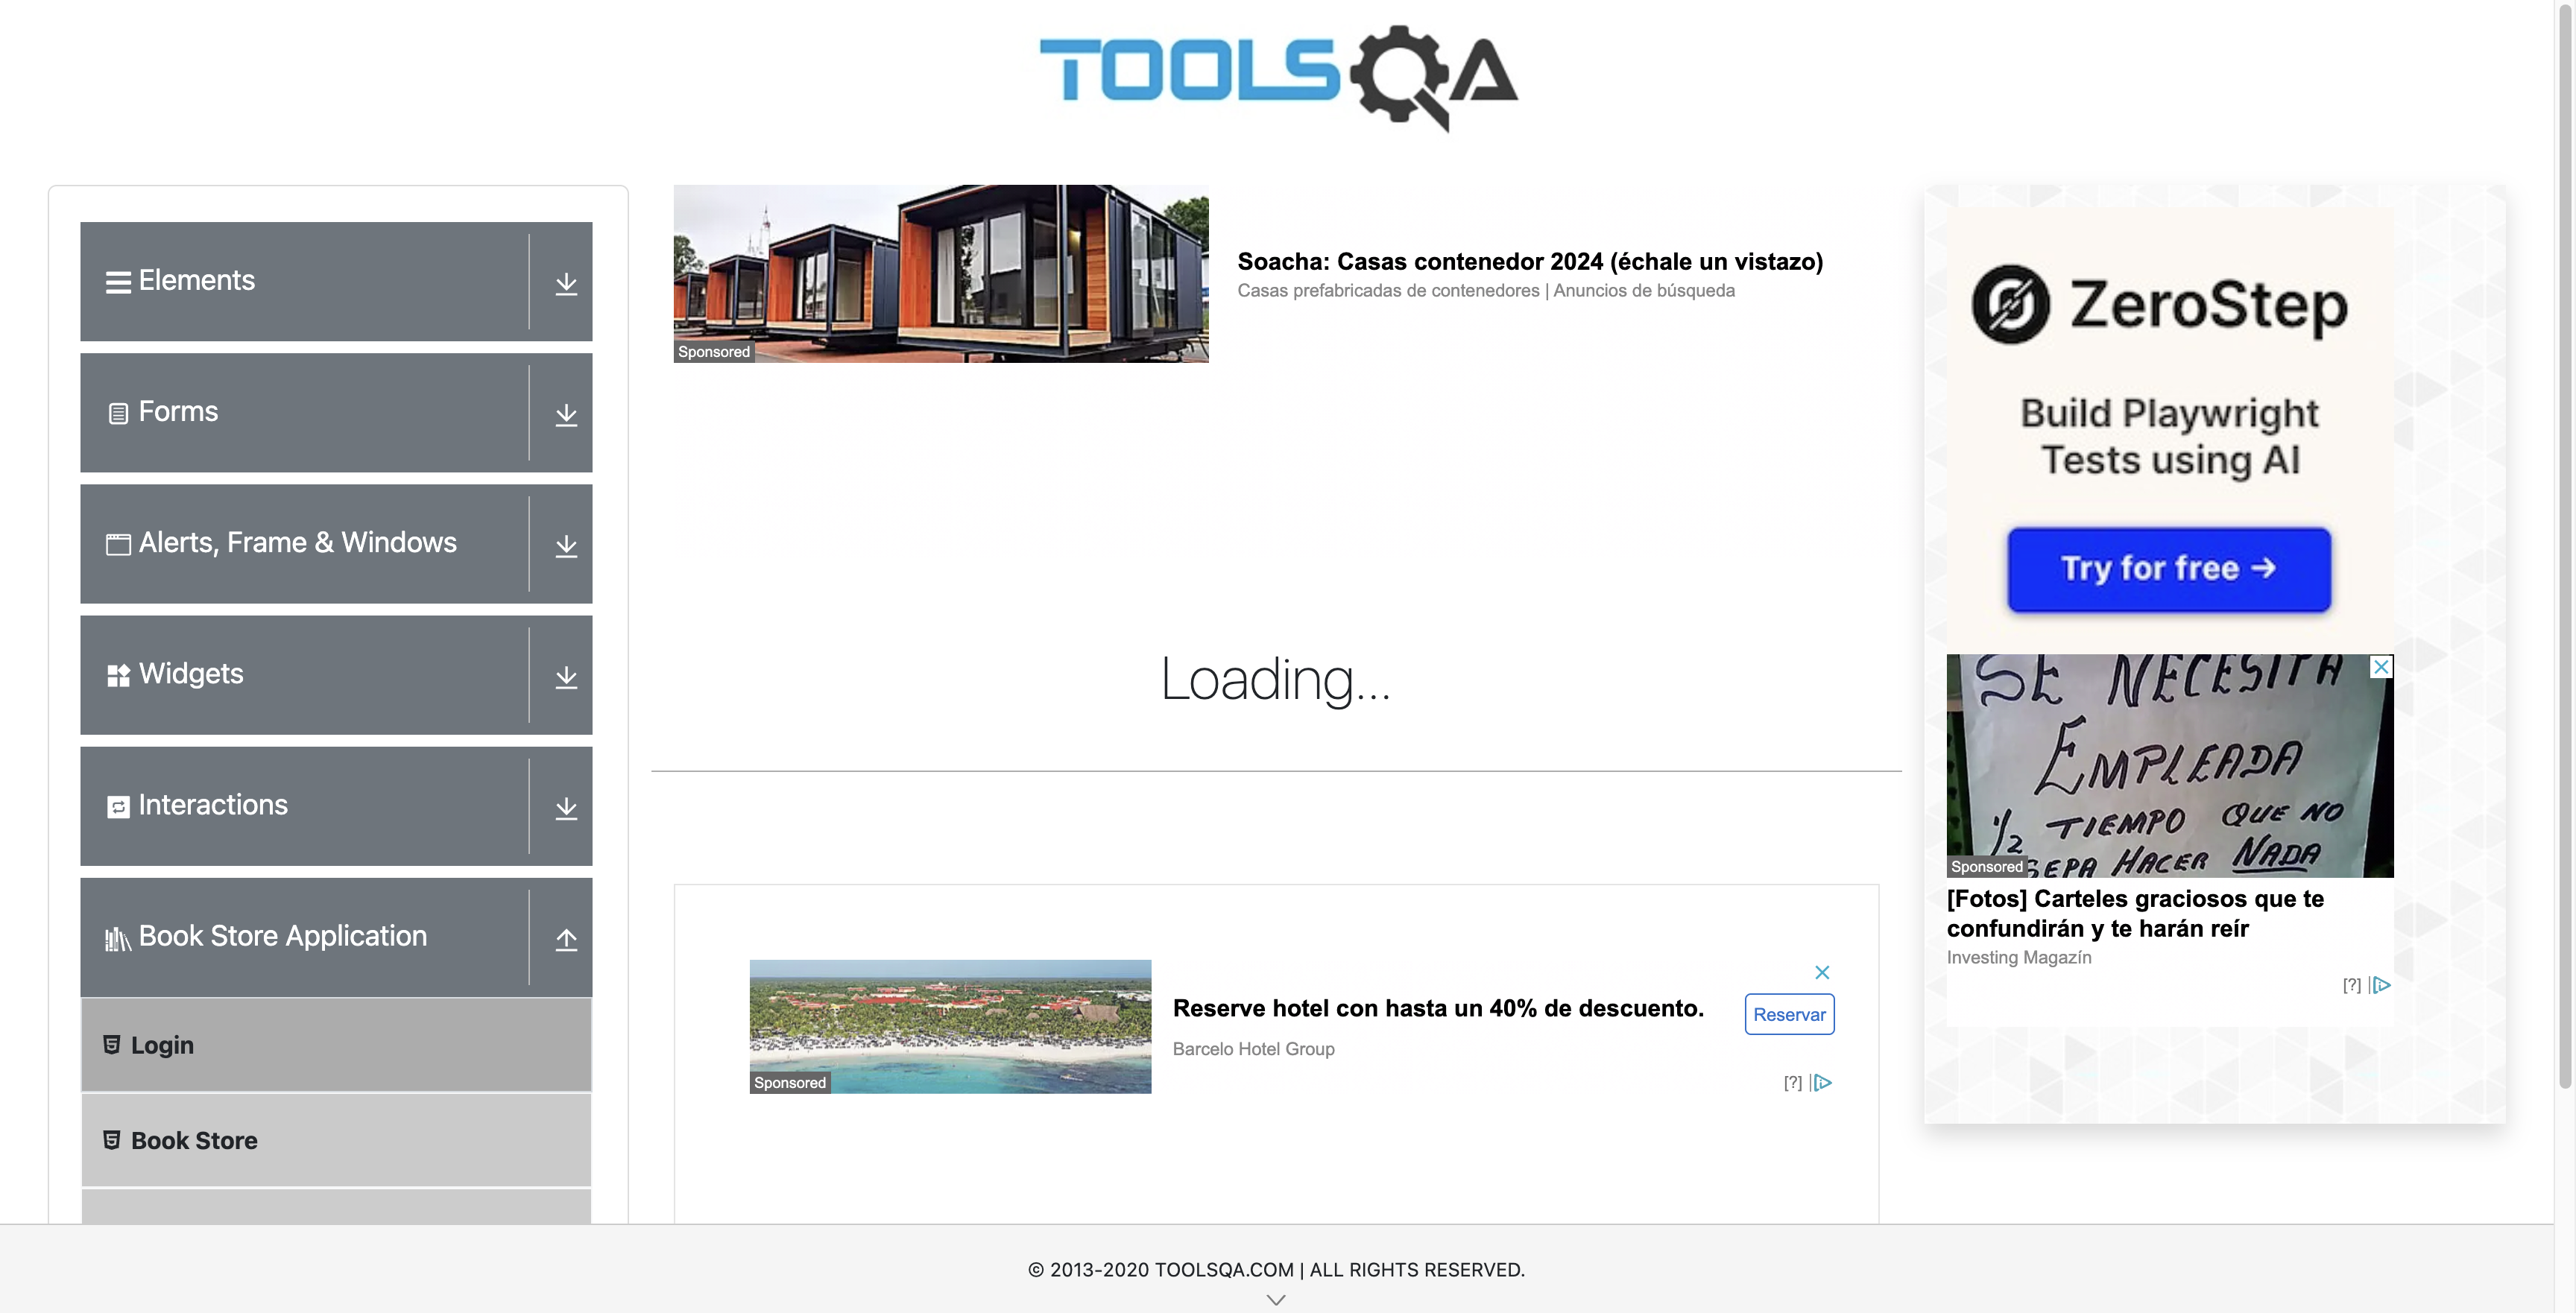 TOOLSQA
Elements
Forms
Alerts, Frame & Windows
Widgets
Interactions
Book Store Application
Login
Book Store
Sponsored
Soacha: Casas contenedor 2024 (échale un vistazo)
Casas prefabricadas de contenedores | Anuncios de búsqueda
Loading...
Sponsored
Reserve hotel con hasta un 40% de descuento.
Barcelo Hotel Group
Reservar
[?]
ZeroStep
Build Playwright
Tests using AI
Try for free →
SE NECESITA
EMPLEADA
1/2 TIEMPO QUE NO
SEPA HACER NADA
Sponsored
[Fotos] Carteles graciosos que te
confundirán y te harán reír
Investing Magazín
[?]
© 2013-2020 TOOLSQA.COM | ALL RIGHTS RESERVED.